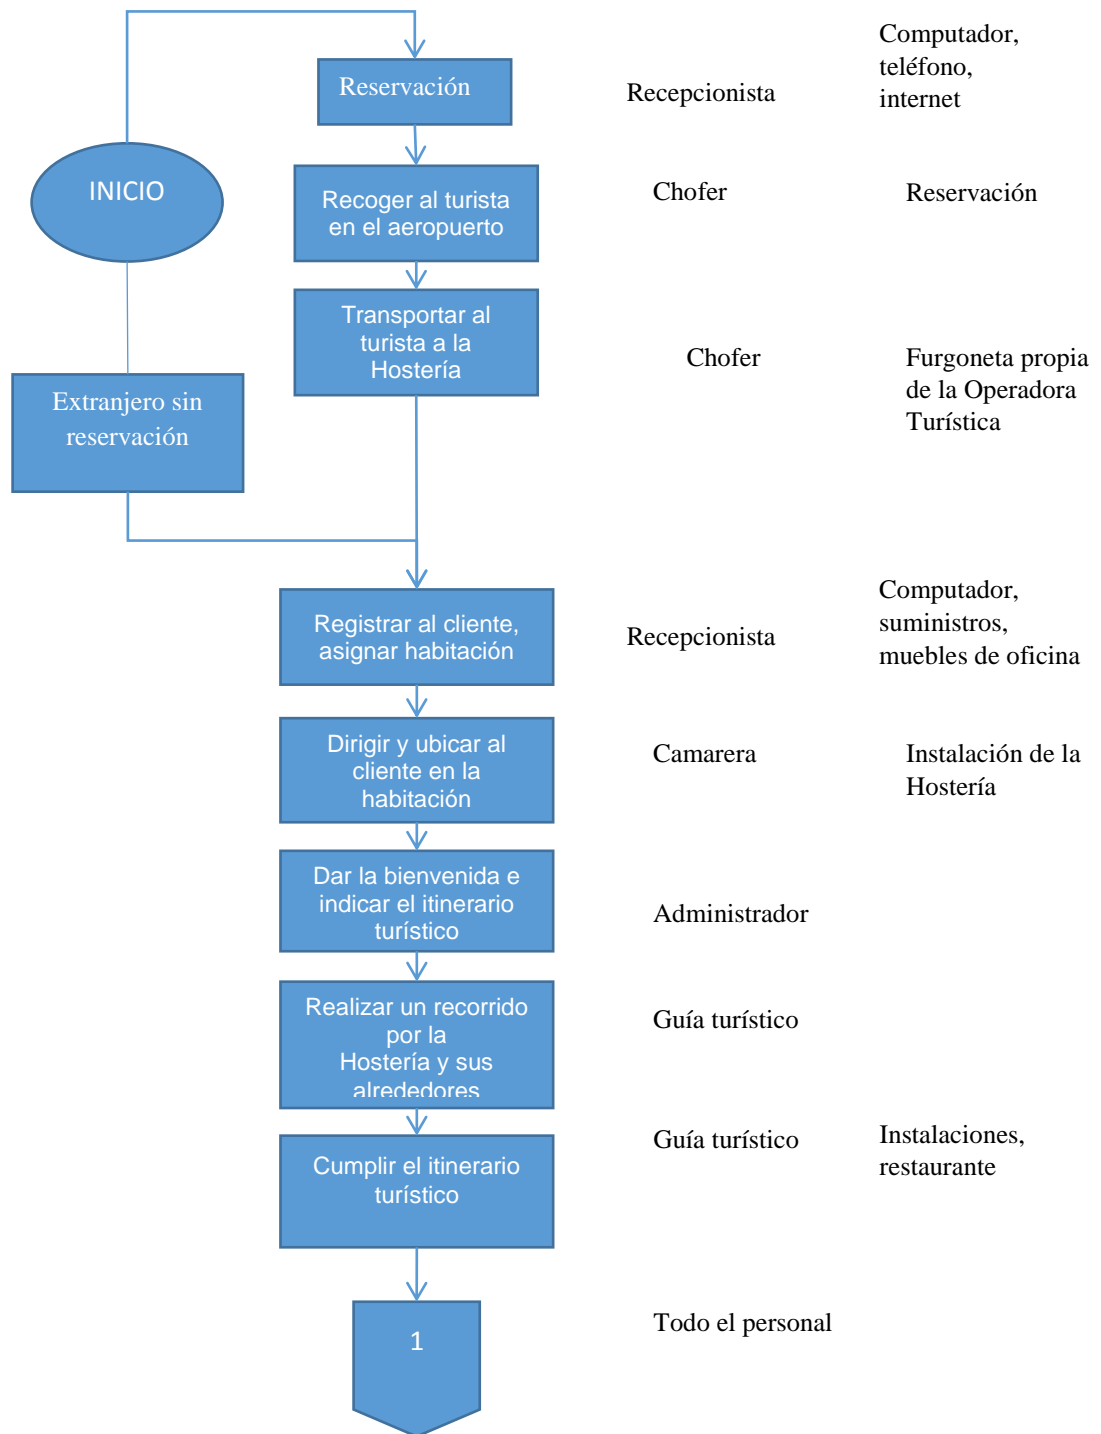 Computador,
teléfono,
internet
Reservación
Recepcionista
INICIO
Recoger al turista
en el aeropuerto
Chofer
Reservación
Transportar al
turista a la
Hostería
Chofer
Furgoneta propia
de la Operadora
Turística
Extranjero sin
reservación
Registrar al cliente,
asignar habitación
Recepcionista
Computador,
suministros,
muebles de oficina
Dirigir y ubicar al
cliente en la
habitación
Camarera
Instalación de la
Hostería
Dar la bienvenida e
indicar el itinerario
turístico
Administrador
Realizar un recorrido
por la
Hostería y sus
alrededores
Guía turístico
Cumplir el itinerario
turístico
Guía turístico
Instalaciones,
restaurante
1
Todo el personal